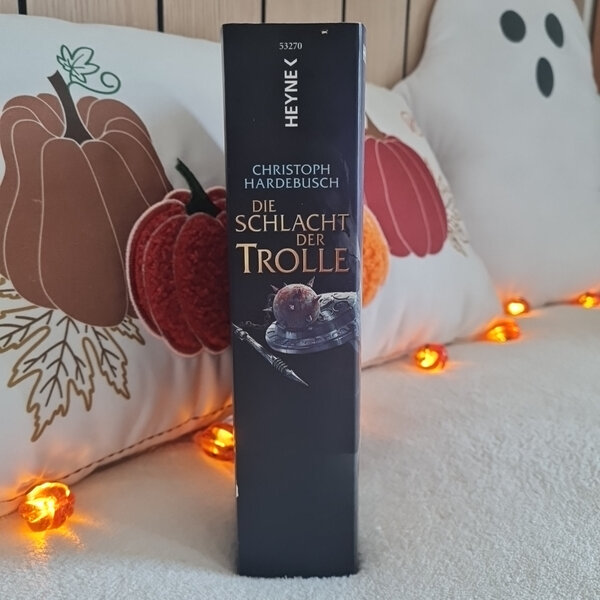 53270
HEYNE<
CHRISTOPH
HARDEBUSCH
DIE
SCHLACHT
DER
TROLLE